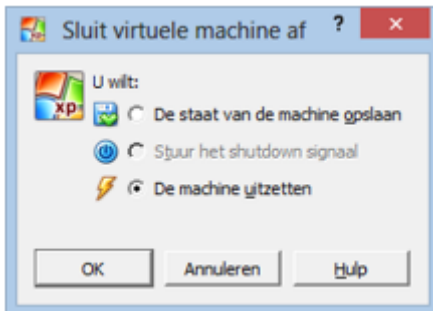 Sluit virtuele machine af ?
xp
U wilt:
De staat van de machine opslaan
Stuur het shutdown signaal
De machine uitzetten
OK Annuleren Hulp